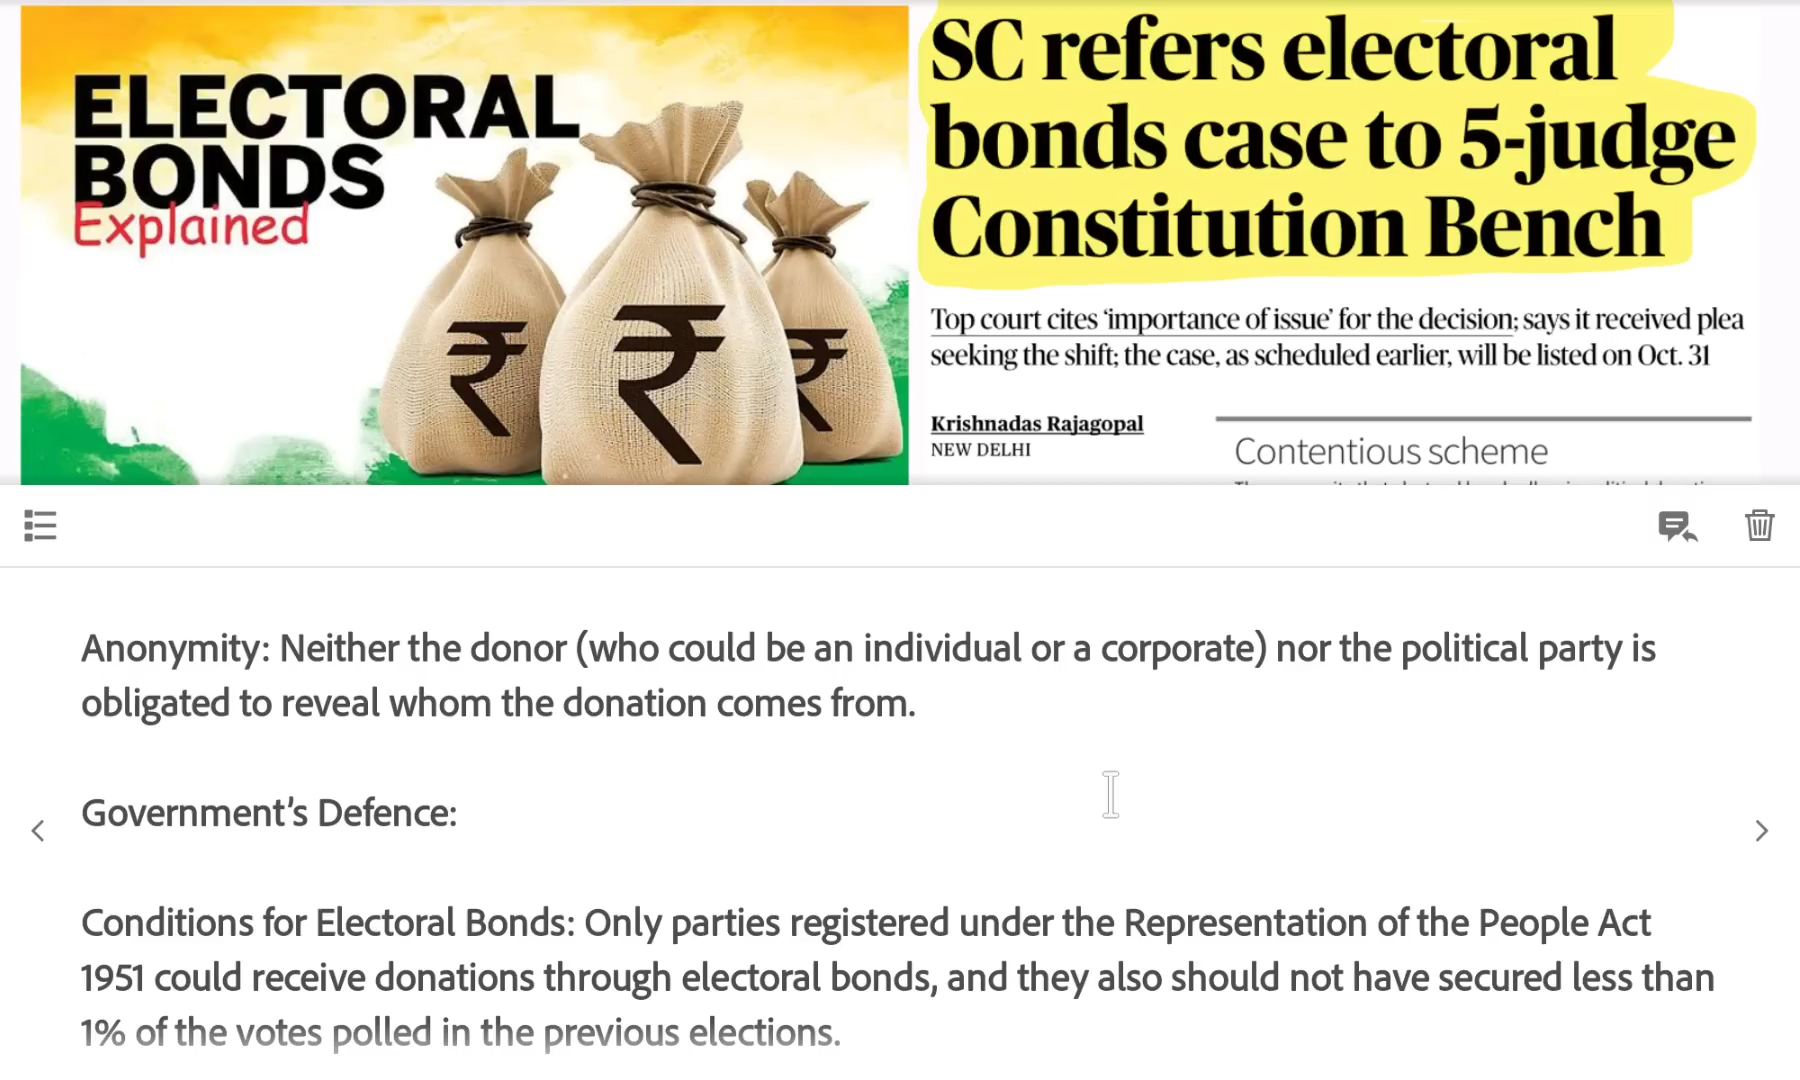 ELECTORAL
BONDS
Explained
₹
₹
₹
SC refers electoral
bonds case to 5-judge
Constitution Bench
Top court cites ‘importance of issue’ for the decision; says it received plea
seeking the shift; the case, as scheduled earlier, will be listed on Oct. 31
Krishnadas Rajagopal
NEW DELHI
Contentious scheme
Anonymity: Neither the donor (who could be an individual or a corporate) nor the political party is
obligated to reveal whom the donation comes from.
Government’s Defence:
Conditions for Electoral Bonds: Only parties registered under the Representation of the People Act
1951 could receive donations through electoral bonds, and they also should not have secured less than
1% of the votes polled in the previous elections.